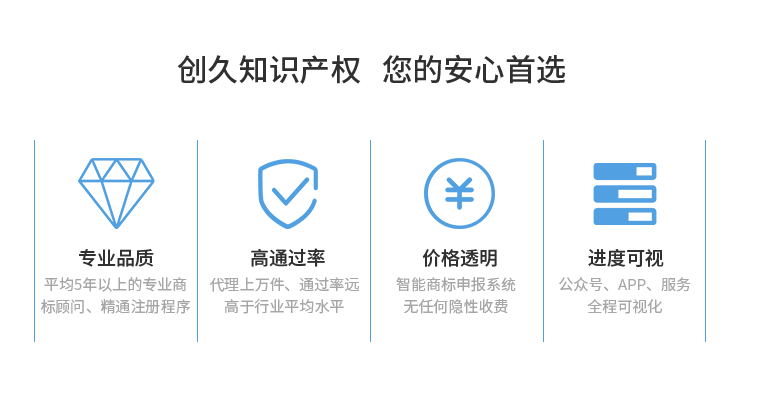 创久知识产权 您的安心首选
专业品质
平均5年以上的专业商
标顾问、精通注册程序
高通过率
代理上万件、通过率远
高于行业平均水平
价格透明
智能商标申报系统
无任何隐性收费
进度可视
公众号、APP、服务
全程可视化